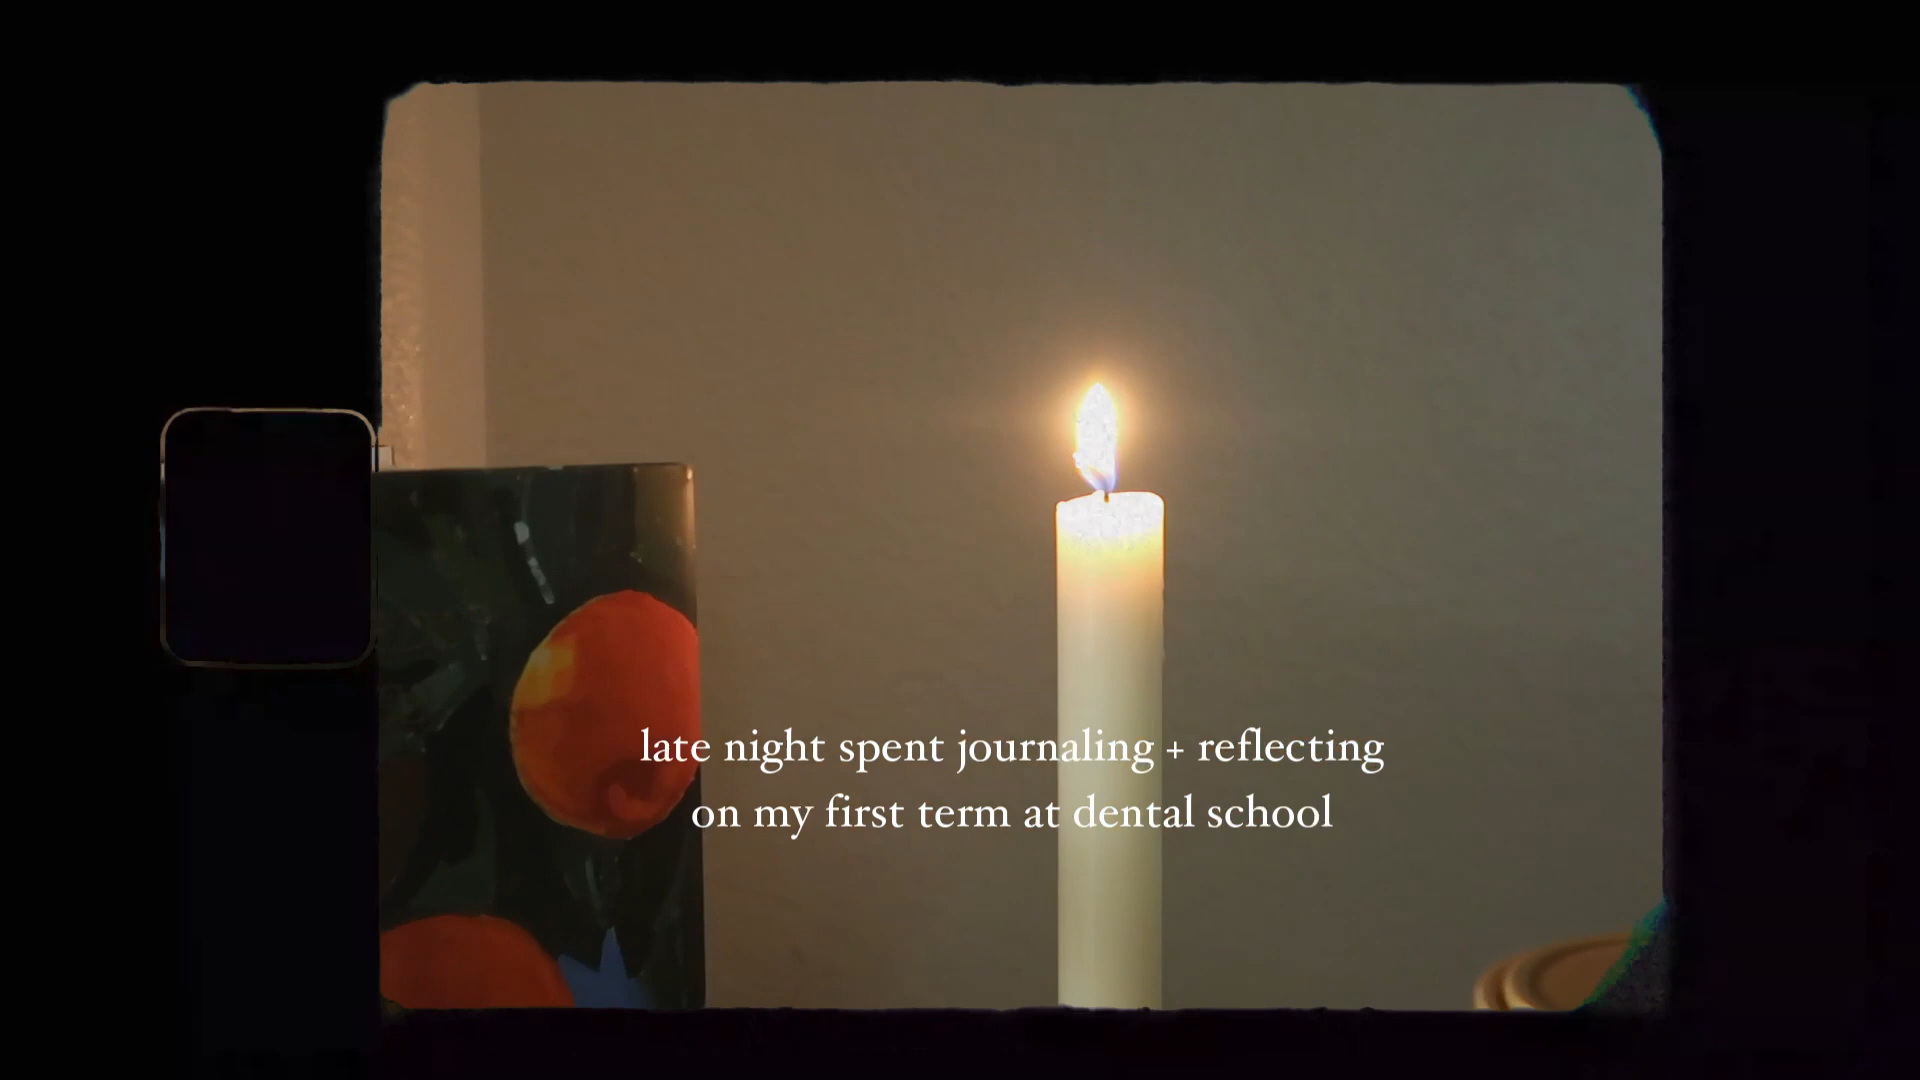 late night spent journaling + reflecting
on my first term at dental school